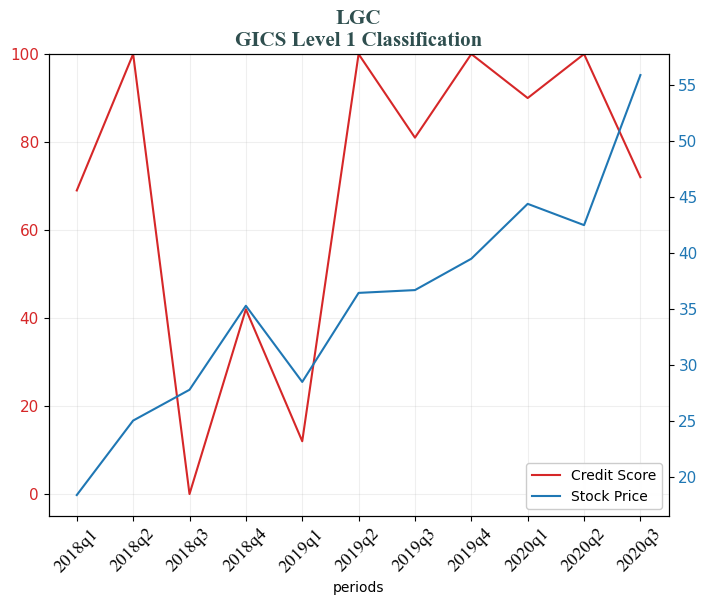 LGC
GICS Level 1 Classification
100
80
60
40
20
0
55
50
45
40
35
30
25
20
Credit Score
Stock Price
2018q1
2018q2
2018q3
2018q4
2019q1
2019q2
2019q3
2019q4
2020q1
2020q2
2020q3
periods